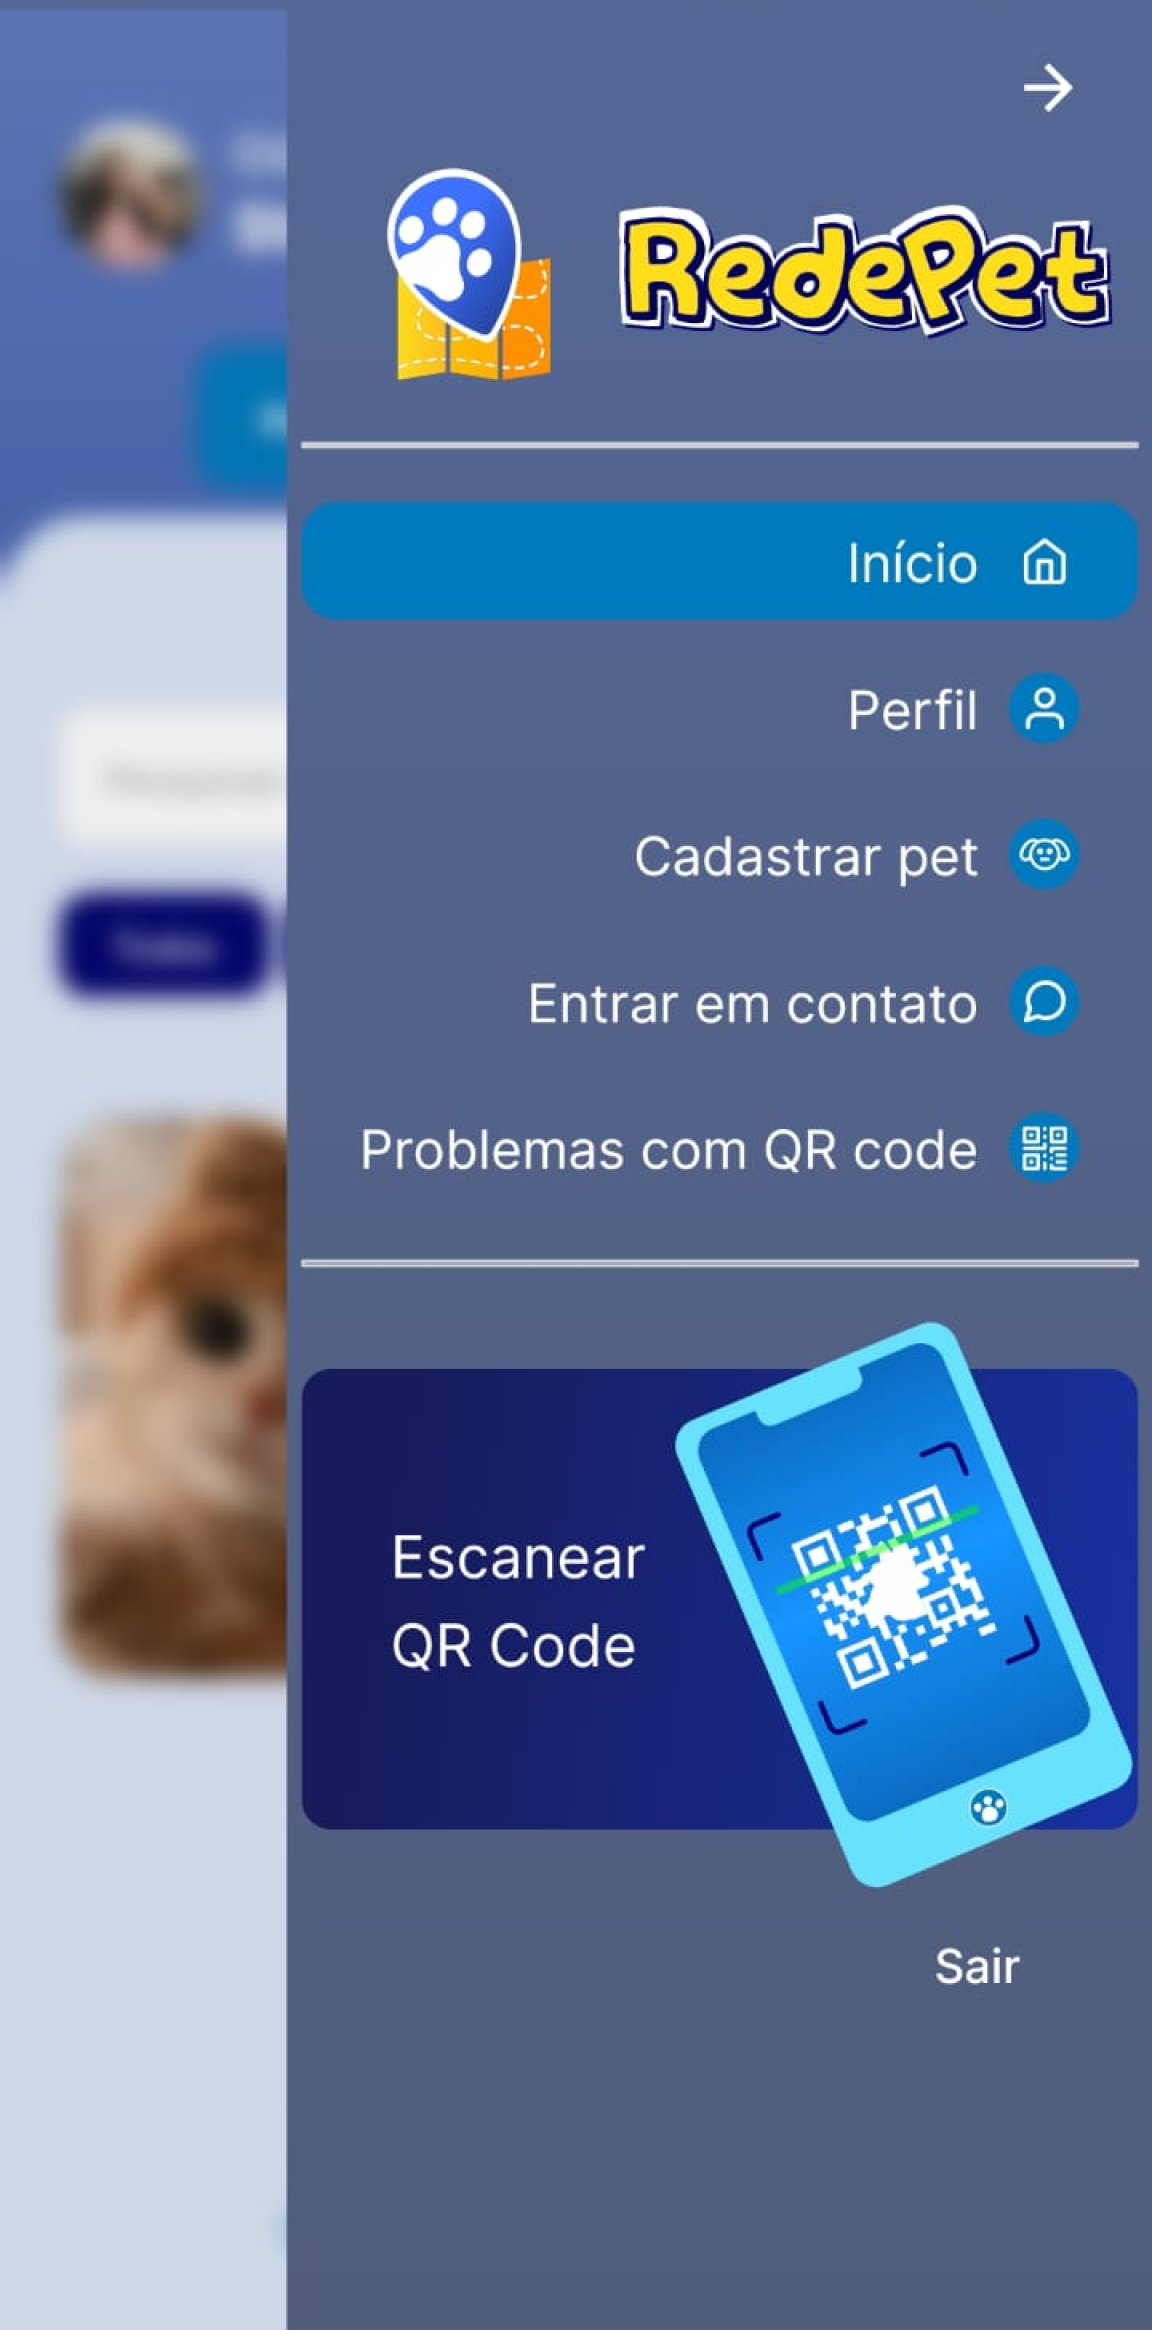 RedePet
Início
Perfil
Cadastrar pet
Entrar em contato
Problemas com QR code
Escanear
QR Code
Sair